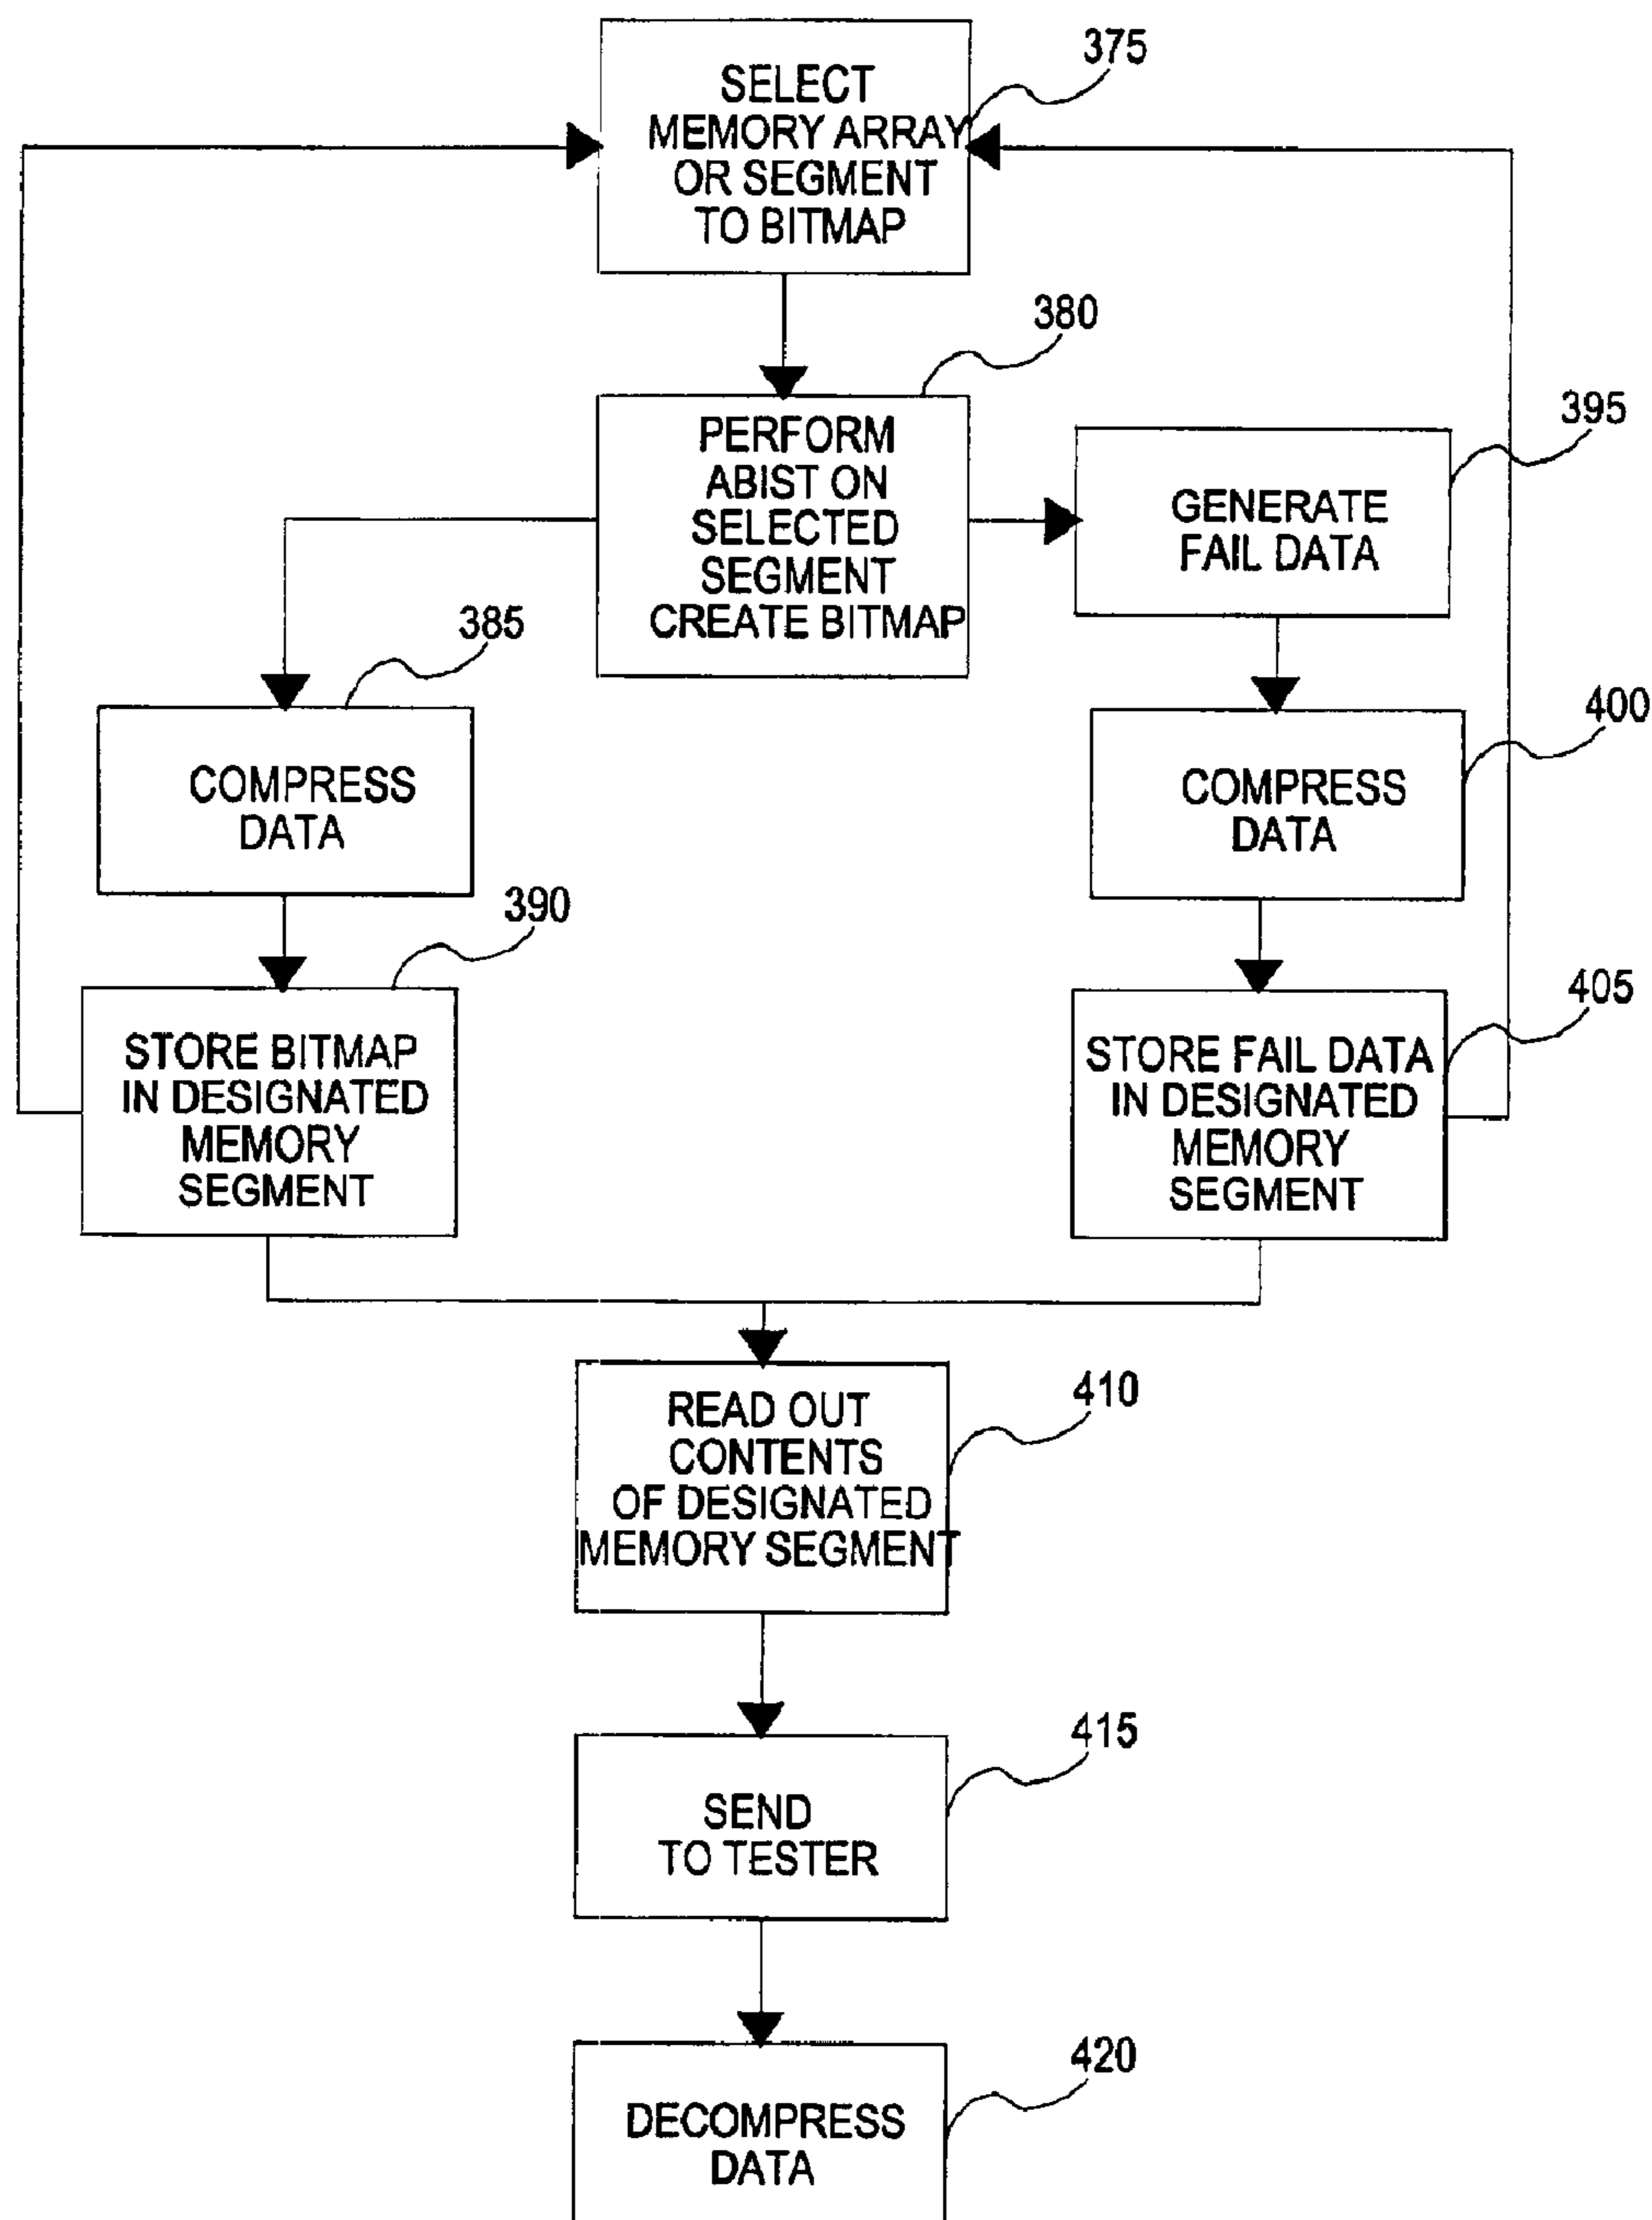 375
SELECT
MEMORY ARRAY
OR SEGMENT
TO BITMAP
380
PERFORM
ABIST ON
SELECTED
SEGMENT
CREATE BITMAP
395
GENERATE
FAIL DATA
385
COMPRESS
DATA
400
COMPRESS
DATA
390
STORE BITMAP
IN DESIGNATED
MEMORY
SEGMENT
405
STORE FAIL DATA
IN DESIGNATED
MEMORY
SEGMENT
410
READ OUT
CONTENTS
OF DESIGNATED
MEMORY SEGMENT
415
SEND
TO TESTER
420
DECOMPRESS
DATA